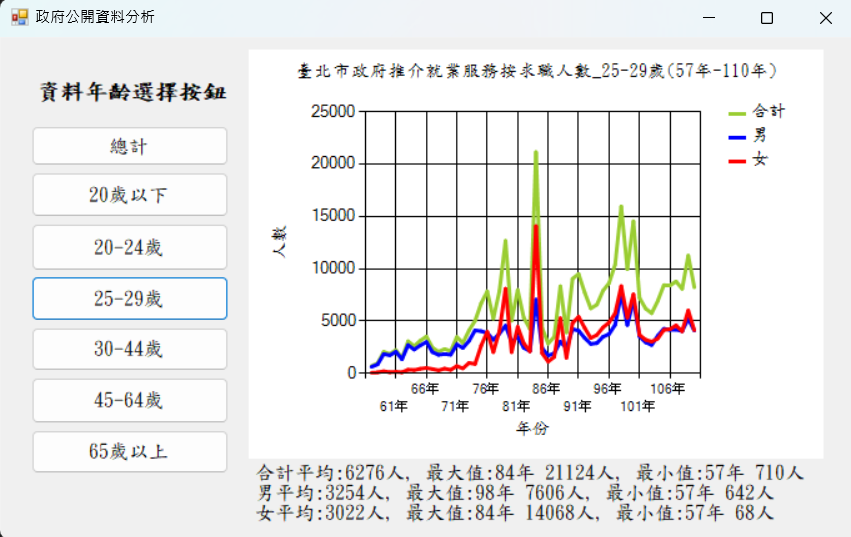 政府公開資料分析
資料年齡選擇按鈕
總計
20歲以下
20-24歲
25-29歲
30-44歲
45-64歲
65歲以上
臺北市政府推介就業服務按求職人數_25-29歲(57年-110年)
合計
男
女
人數
25000
20000
15000
10000
5000
0
66年 76年 86年 96年 106年
61年 71年 81年 91年 101年
年份
合計平均:6276人, 最大值:84年 21124人, 最小值:57年 710人
男平均:3254人, 最大值:98年 7606人, 最小值:57年 642人
女平均:3022人, 最大值:84年 14068人, 最小值:57年 68人